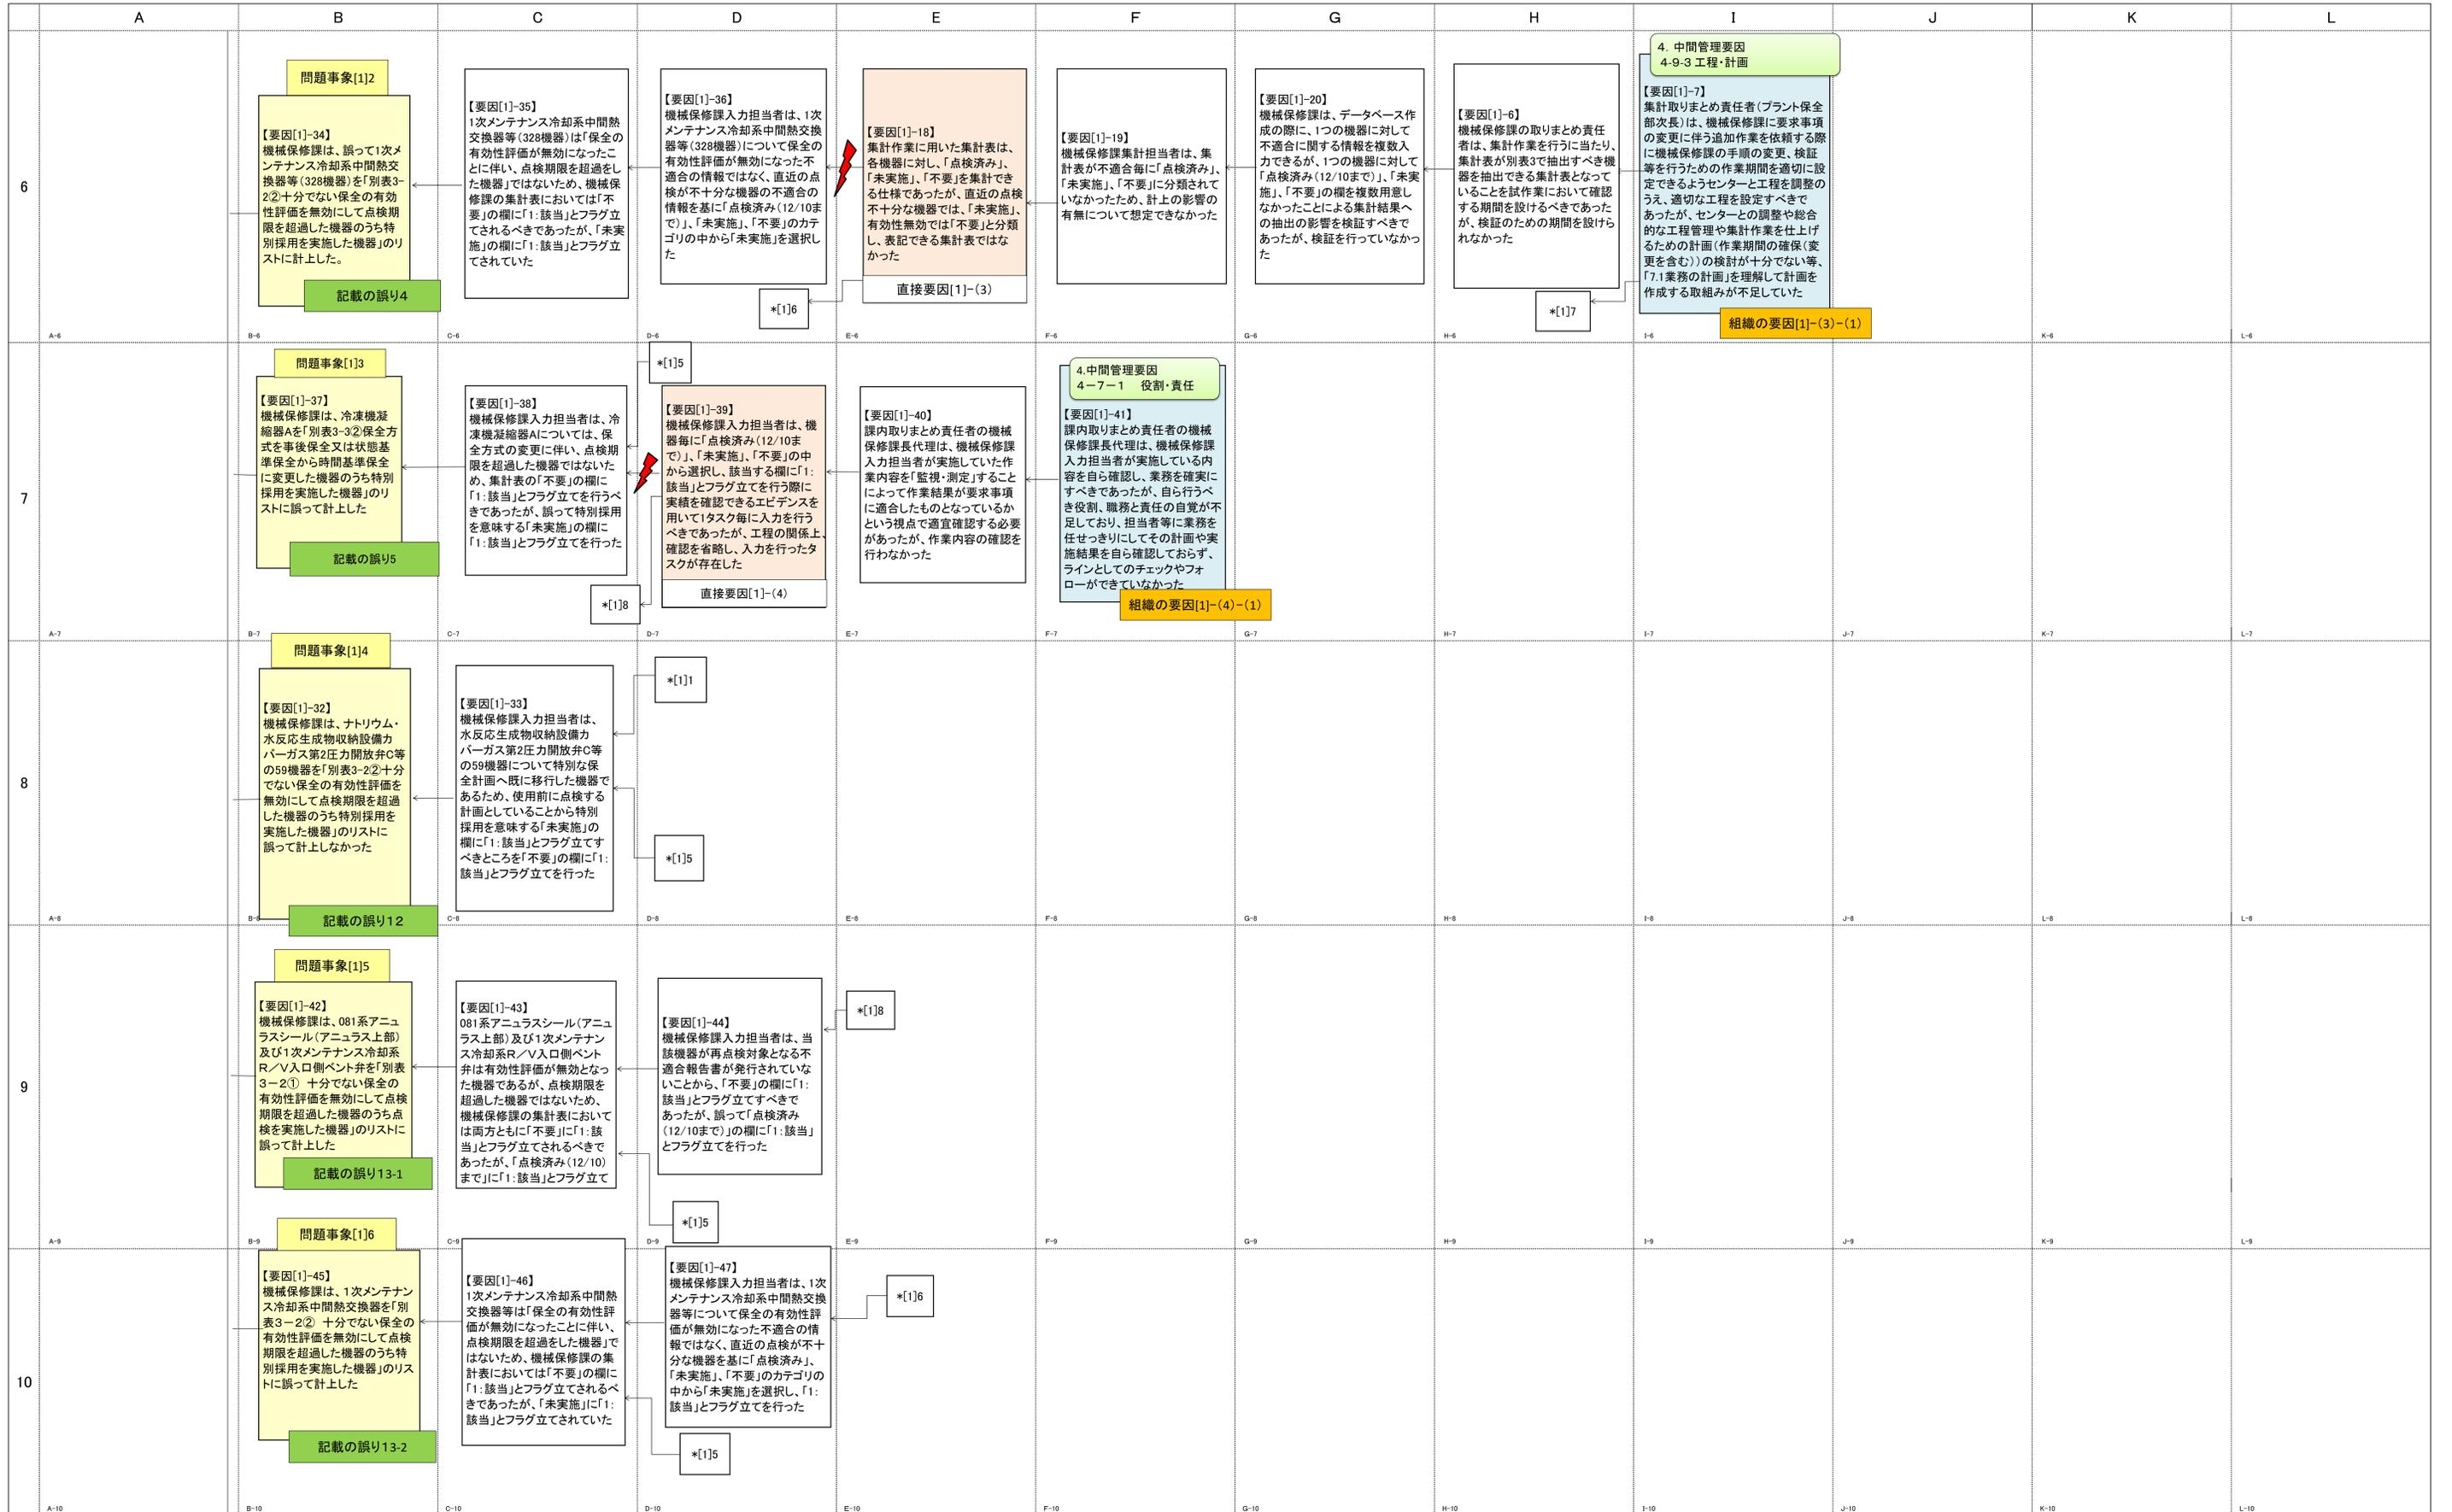 A B C D E F G H I J K L
6
問題事象[1]2
【要因[1]-34】
機械保修課は、誤って1次メ
ンテナンス冷却系中間熱交
換器等（328機器）を「別表3-
2②十分でない保全の有効
性評価を無効にして点検期
限を超過した機器のうち特
別採用を実施した機器」のリ
ストに計上した。
記載の誤り4
【要因[1]-35】
1次メンテナンス冷却系中間熱
交換器等（328機器）は「保全の
有効性評価が無効になったこ
とに伴い、点検期限を超過をし
た機器」ではないため、機械保
修課の集計表においては「不
要」の欄に「1：該当」とフラグ立
てされるべきであったが、「未実
施」の欄に「1：該当」とフラグ立
てされていた
【要因[1]-36】
機械保修課入力担当者は、1次
メンテナンス冷却系中間熱交換
器等（328機器）について保全の
有効性評価が無効になった不
適合の情報ではなく、直近の点
検が不十分な機器の不適合の
情報を基に「点検済み（12/10ま
で）」、「未実施」、「不要」のカテ
ゴリの中から「未実施」を選択し
た
*[1]6
【要因[1]-18】
集計作業に用いた集計表は、
各機器に対し、「点検済み」、
「未実施」、「不要」を集計でき
る仕様であったが、直近の点検
不十分な機器では、「未実施」、
有効性無効では「不要」と分類
し、表記できる集計表ではな
かった
直接要因[1]-(3)
【要因[1]-19】
機械保修課集計担当者は、集
計表が不適合毎に「点検済み」、
「未実施」、「不要」に分類されて
いなかったため、計上の影響の
有無について想定できなかった
【要因[1]-20】
機械保修課は、データベース作
成の際に、1つの機器に対して
不適合に関する情報を複数入
力できるが、1つの機器に対して
「点検済み（12/10まで）」、「未実
施」、「不要」の欄を複数用意し
なかったことによる集計結果へ
の抽出の影響を検証すべきで
あったが、検証を行っていなかっ
た
【要因[1]-6】
機械保修課の取りまとめ責任
者は、集計作業を行うに当たり、
集計表が別表3で抽出すべき機
器を抽出できる集計表となって
いることを試作業において確認
する期間を設けるべきであった
が、検証のための期間を設けら
れなかった
*[1]7
4．中間管理要因
4-9-3 工程・計画
【要因[1]-7】
集計取りまとめ責任者（プラント保全
部次長）は、機械保修課に要求事項
の変更に伴う追加作業を依頼する際
に機械保修課の手順の変更、検証
等を行うための作業期間を適切に設
定できるようセンターと工程を調整の
うえ、適切な工程を設定すべきで
あったが、センターとの調整や総合
的な工程管理や集計作業を仕上げ
るための計画（作業期間の確保（変
更を含む））の検討が十分でない等、
「7.1業務の計画」を理解して計画を
作成する取組みが不足していた
組織の要因[1]-(3)-(1)
A-6 B-6 C-6 D-6 E-6 F-6 G-6 H-6 I-6 K-6 L-6
7
問題事象[1]3
【要因[1]-37】
機械保修課は、冷凍機凝
縮器Aを「別表3-3②保全方
式を事後保全又は状態基
準保全から時間基準保全
に変更した機器のうち特別
採用を実施した機器」のリ
ストに誤って計上した
記載の誤り5
【要因[1]-38】
機械保修課入力担当者は、冷
凍機凝縮器Aについては、保
全方式の変更に伴い、点検期
限を超過した機器ではないた
め、集計表の「不要」の欄に
「1：該当」とフラグ立てを行うべ
きであったが、誤って特別採用
を意味する「未実施」の欄に
「1：該当」とフラグ立てを行った
*[1]5
*[1]8
【要因[1]-39】
機械保修課入力担当者は、機
器毎に「点検済み（12/10ま
で）」、「未実施」、「不要」の中
から選択し、該当する欄に「1：
該当」とフラグ立てを行う際に
実績を確認できるエビデンスを
用いて1タスク毎に入力を行う
べきであったが、工程の関係上、
確認を省略し、入力を行ったタ
スクが存在した
直接要因[1]-(4)
【要因[1]-40】
課内取りまとめ責任者の機械
保修課長代理は、機械保修課
入力担当者が実施していた作
業内容を「監視・測定」すること
によって作業結果が要求事項
に適合したものとなっているか
という視点で適宜確認する必要
があったが、作業内容の確認を
行わなかった
4.中間管理要因
4－7－1　役割・責任
【要因[1]-41】
課内取りまとめ責任者の機械
保修課長代理は、機械保修課
入力担当者が実施している内
容を自ら確認し、業務を確実に
すべきであったが、自ら行うべ
き役割、職務と責任の自覚が不
足しており、担当者等に業務を
任せっきりにしてその計画や実
施結果を自ら確認しておらず、
ラインとしてのチェックやフォ
ローができていなかった
組織の要因[1]-(4)-(1)
A-7 B-7 C-7 D-7 E-7 F-7 G-7 H-7 I-7 J-7 K-7 L-7
8
問題事象[1]4
【要因[1]-32】
機械保修課は、ナトリウム・
水反応生成物収納設備カ
バーガス第2圧力開放弁C等
の59機器を「別表3-2②十分
でない保全の有効性評価を
無効にして点検期限を超過
した機器のうち特別採用を
実施した機器」のリストに
誤って計上しなかった
記載の誤り12
【要因[1]-33】
機械保修課入力担当者は、
水反応生成物収納設備カ
バーガス第2圧力開放弁C等
の59機器について特別な保
全計画へ既に移行した機器で
あるため、使用前に点検する
計画としていることから特別
採用を意味する「未実施」の
欄に「1：該当」とフラグ立てす
べきところを「不要」の欄に「1：
該当」とフラグ立てを行った
*[1]1
*[1]5
A-8 B-8 C-8 D-8 E-8 F-8 G-8 H-8 I-8 J-8 L-8 L-8
9
問題事象[1]5
【要因[1]-42】
機械保修課は、081系アニュ
ラスシール（アニュラス上部）
及び1次メンテナンス冷却系
R／V入口側ベント弁を「別表
3－2①　十分でない保全の
有効性評価を無効にして点検
期限を超過した機器のうち点
検を実施した機器」のリストに
誤って計上した
記載の誤り13-1
【要因[1]-43】
081系アニュラスシール（アニュ
ラス上部）及び1次メンテナン
ス冷却系R／V入口側ベント
弁は有効性評価が無効となっ
た機器であるが、点検期限を
超過した機器ではないため、
機械保修課の集計表において
は両方ともに「不要」に「1：該
当」とフラグ立てされるべきで
あったが、「点検済み（12/10）
まで」に「1：該当」とフラグ立て
【要因[1]-44】
機械保修課入力担当者は、当
該機器が再点検対象となる不
適合報告書が発行されていな
いことから、「不要」の欄に「1：
該当」とフラグ立てすべきで
あったが、誤って「点検済み
（12/10まで）」の欄に「1：該当」
とフラグ立てを行った
*[1]8
*[1]5
A-9 B-9 C-9 D-9 E-9 F-9 G-9 H-9 I-9 J-9 K-9 L-9
10
問題事象[1]6
【要因[1]-45】
機械保修課は、1次メンテナン
ス冷却系中間熱交換器を「別
表3－2②　十分でない保全の
有効性評価を無効にして点検
期限を超過した機器のうち特
別採用を実施した機器」のリス
トに誤って計上した
記載の誤り13-2
【要因[1]-46】
1次メンテナンス冷却系中間熱
交換器等は「保全の有効性評
価が無効になったことに伴い、
点検期限を超過をした機器」で
はないため、機械保修課の集
計表においては「不要」の欄に
「1：該当」とフラグ立てされるべ
きであったが、「未実施」に「1：
該当」とフラグ立てされていた
【要因[1]-47】
機械保修課入力担当者は、1次
メンテナンス冷却系中間熱交換
器等について保全の有効性評
価が無効になった不適合の情
報ではなく、直近の点検が不十
分な機器を基に「点検済み」、
「未実施」、「不要」のカテゴリの
中から「未実施」を選択し、「1：
該当」とフラグ立てを行った
*[1]6
*[1]5
A-10 B-10 C-10 D-10 E-10 F-10 G-10 H-10 I-10 J-10 K-10 L-10